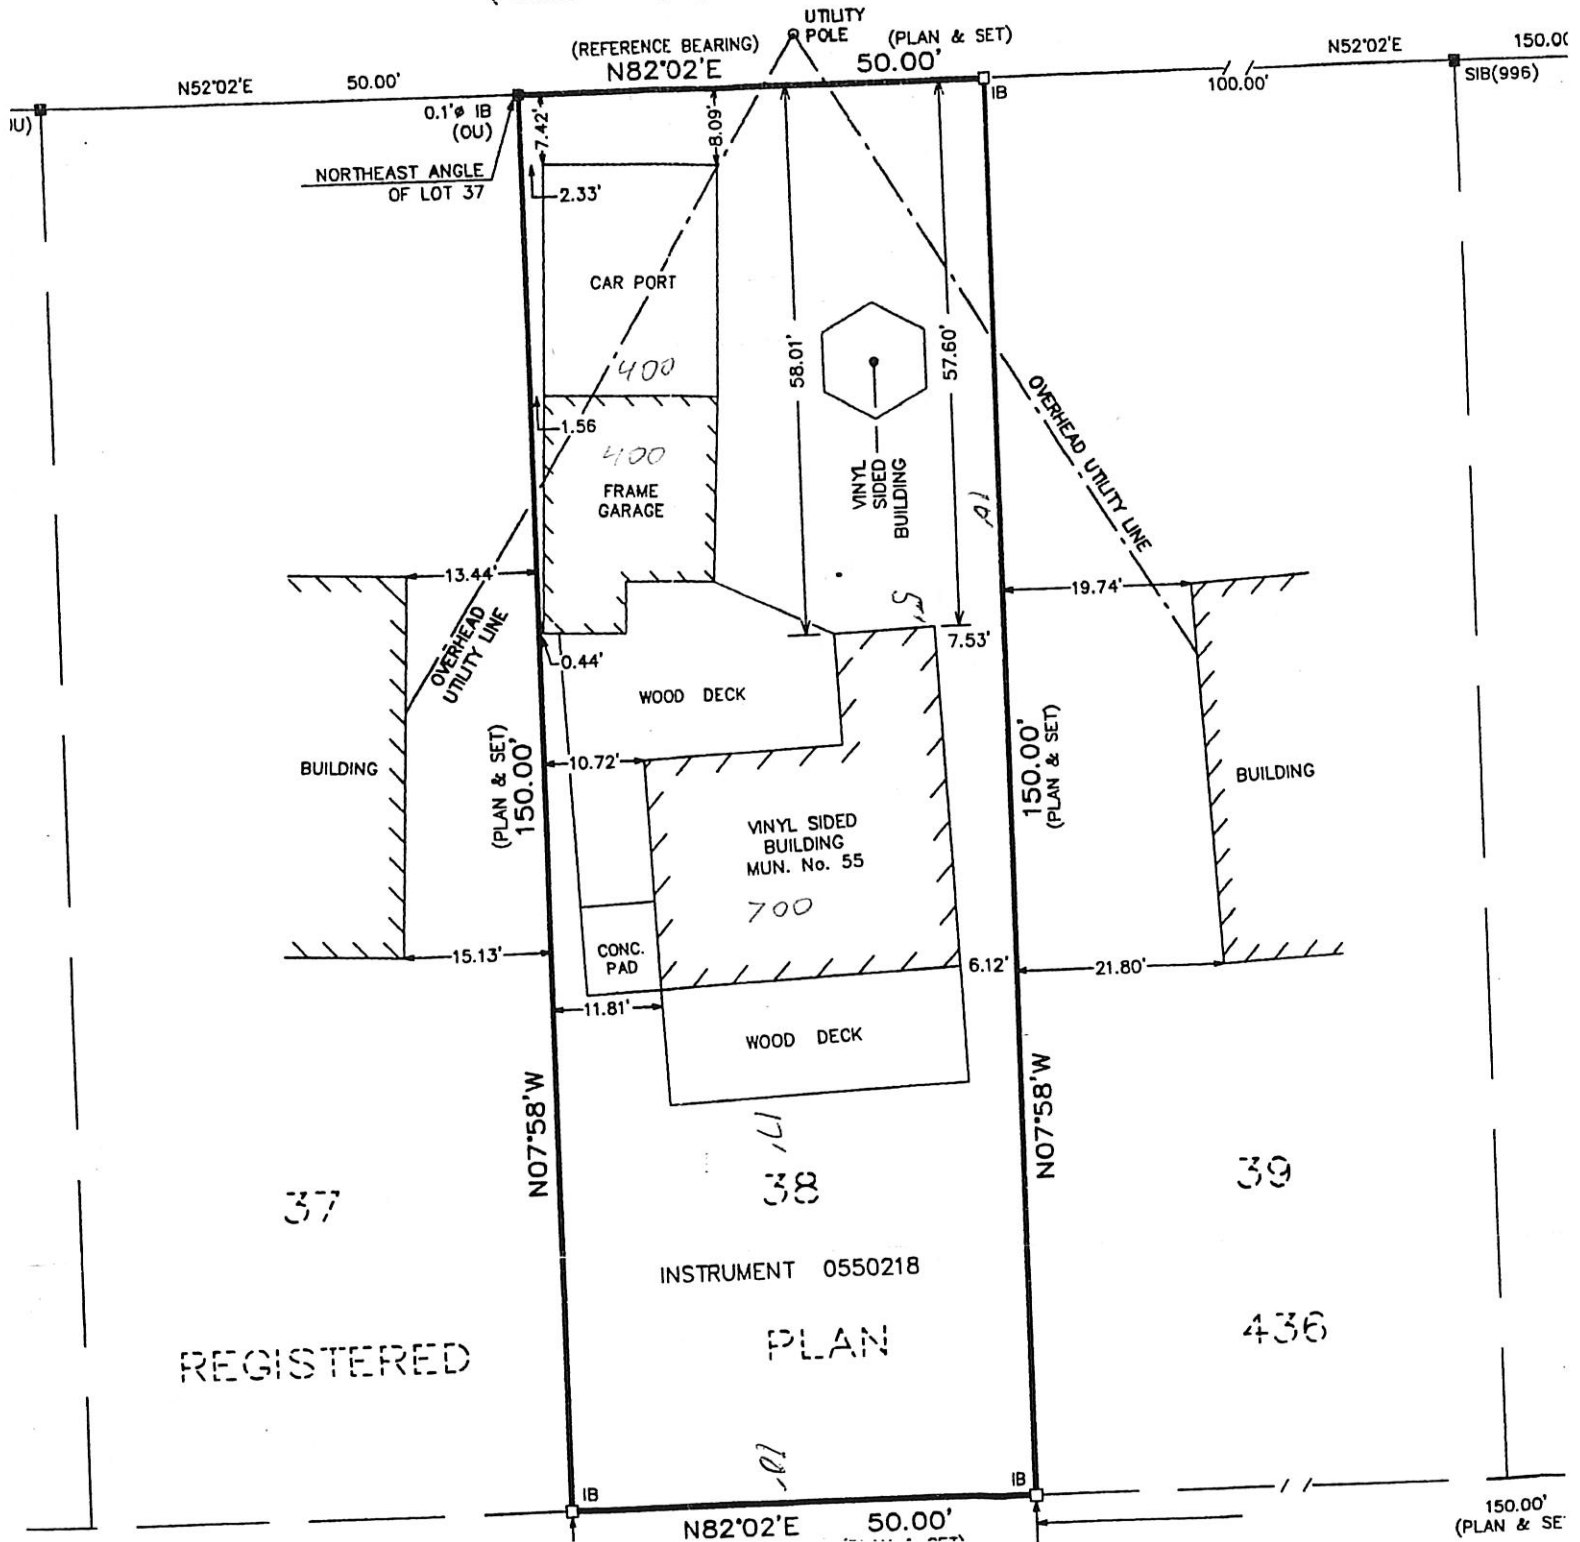 UTILITY
POLE
(REFERENCE BEARING)
N82°02'E
(PLAN & SET)
50.00'
N52°02'E
50.00'
N52°02'E
150.00
100.00'
SIB(996)
IB
0.1'ø IB
(OU)
NORTHEAST ANGLE
OF LOT 37
7.42'
8.09'
2.33'
CAR PORT
400
58.01'
57.60'
1.56
400
FRAME
GARAGE
VINYL
SIDED
BUILDING
OVERHEAD UTILITY LINE
13.44'
19.74'
OVERHEAD
UTILITY LINE
0.44'
7.53'
WOOD DECK
(PLAN & SET)
150.00'
150.00'
(PLAN & SET)
10.72'
BUILDING
BUILDING
VINYL SIDED
BUILDING
MUN. No. 55
700
CONC.
PAD
15.13'
6.12'
21.80'
11.81'
WOOD DECK
N07°58'W
N07°58'W
17'
37
38
39
INSTRUMENT 0550218
REGISTERED
PLAN
436
IB
IB
N82°02'E
50.00'
150.00'
(PLAN & SE